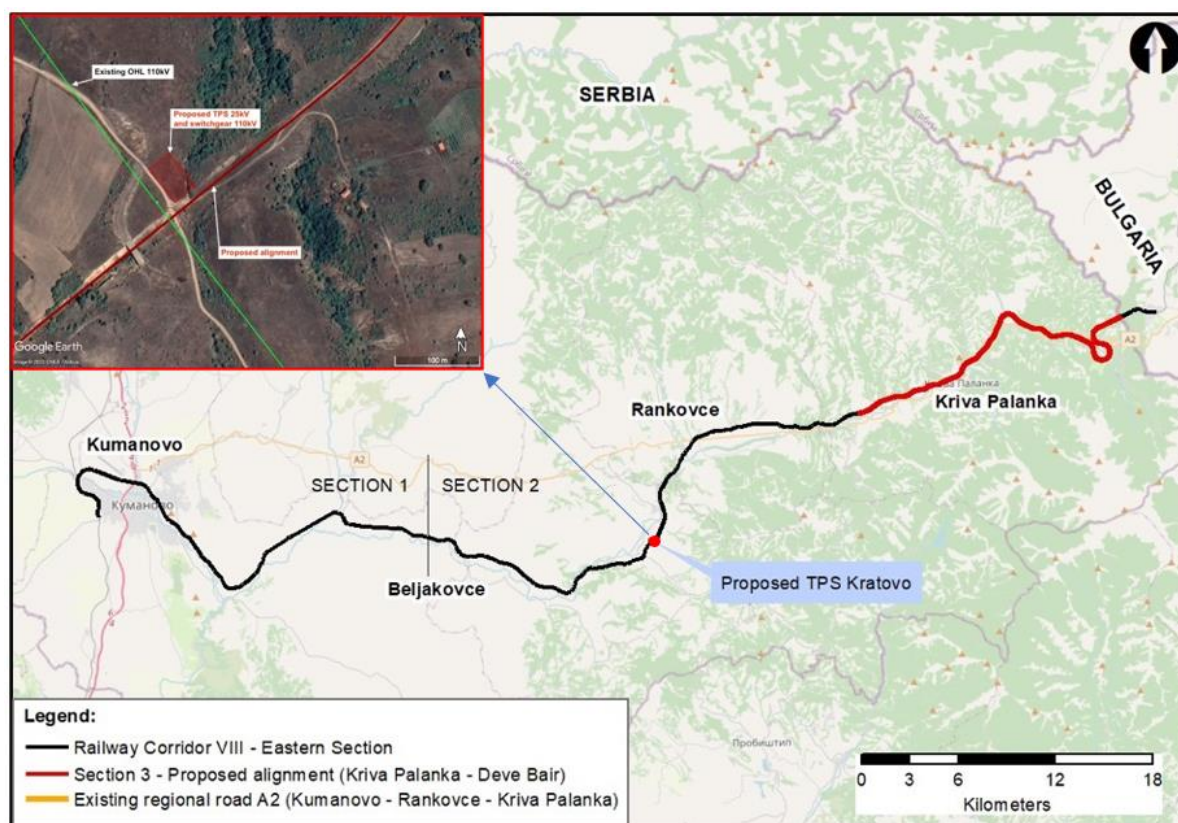 Existing OHL 110kV
Proposed TPS 25kV
and switchgear 110kV
Proposed alignment
Google Earth
100 m
N
SERBIA
BULGARIA
A2
Крива Паланка
Kriva Palanka
Rankovce
Kumanovo
Куманово
A2
SECTION 1
SECTION 2
Beljakovce
Proposed TPS Kratovo
Пробиштип
Legend:
Railway Corridor VIII - Eastern Section
Section 3 - Proposed alignment (Kriva Palanka - Deve Bair)
Existing regional road A2 (Kumanovo - Rankovce - Kriva Palanka)
0 3 6 12 18
Kilometers